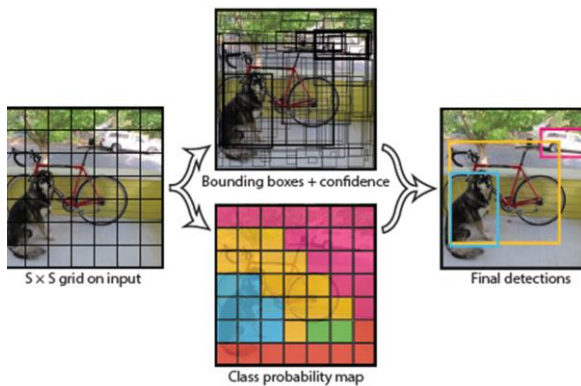 Bounding boxes + confidence
S × S grid on input
Final detections
Class probability map